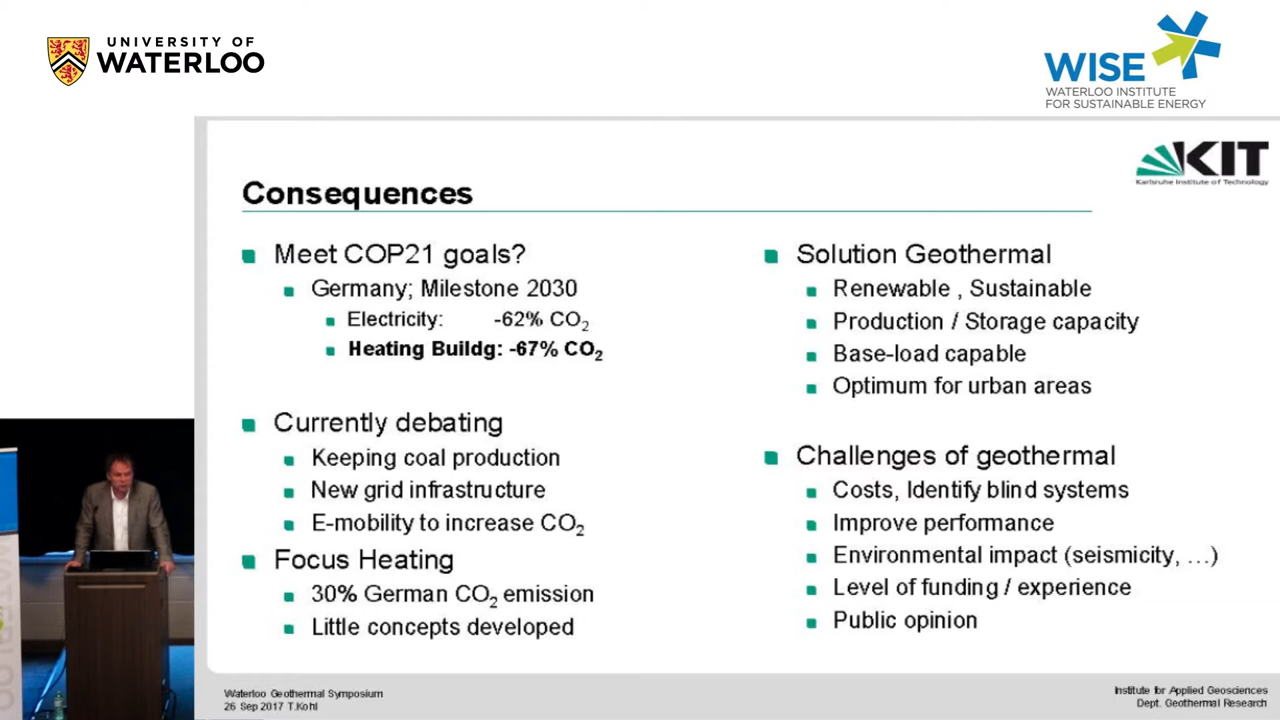 UNIVERSITY OF
WATERLOO
WISE
WATERLOO INSTITUTE
FOR SUSTAINABLE ENERGY
KIT
Karlsruhe Institute of Technology
Consequences
Meet COP21 goals?
Germany; Milestone 2030
Electricity: -62% CO2
Heating Buildg: -67% CO2
Currently debating
Keeping coal production
New grid infrastructure
E-mobility to increase CO2
Focus Heating
30% German CO2 emission
Little concepts developed
Solution Geothermal
Renewable , Sustainable
Production / Storage capacity
Base-load capable
Optimum for urban areas
Challenges of geothermal
Costs, Identify blind systems
Improve performance
Environmental impact (seismicity, …)
Level of funding / experience
Public opinion
Waterloo Geothermal Symposium
26 Sep 2017 T.Kohl
Institute for Applied Geosciences
Dept. Geothermal Research